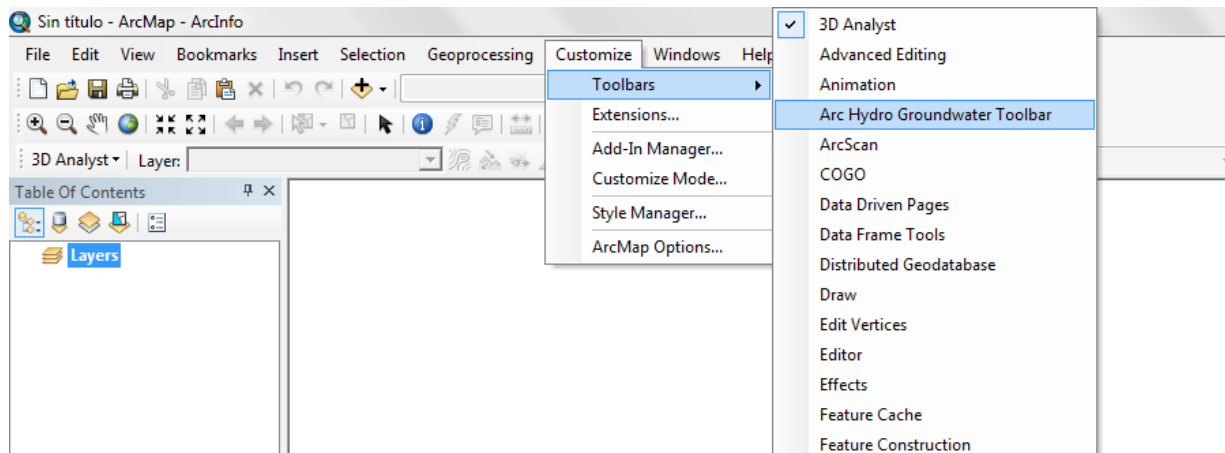 Sin título - ArcMap - ArcInfo
File Edit View Bookmarks Insert Selection Geoprocessing Customize Windows Help
3D Analyst Layer:
Table Of Contents
Layers
Toolbars
Extensions...
Add-In Manager...
Customize Mode...
Style Manager...
ArcMap Options...
3D Analyst
Advanced Editing
Animation
Arc Hydro Groundwater Toolbar
ArcScan
COGO
Data Driven Pages
Data Frame Tools
Distributed Geodatabase
Draw
Edit Vertices
Editor
Effects
Feature Cache
Feature Construction